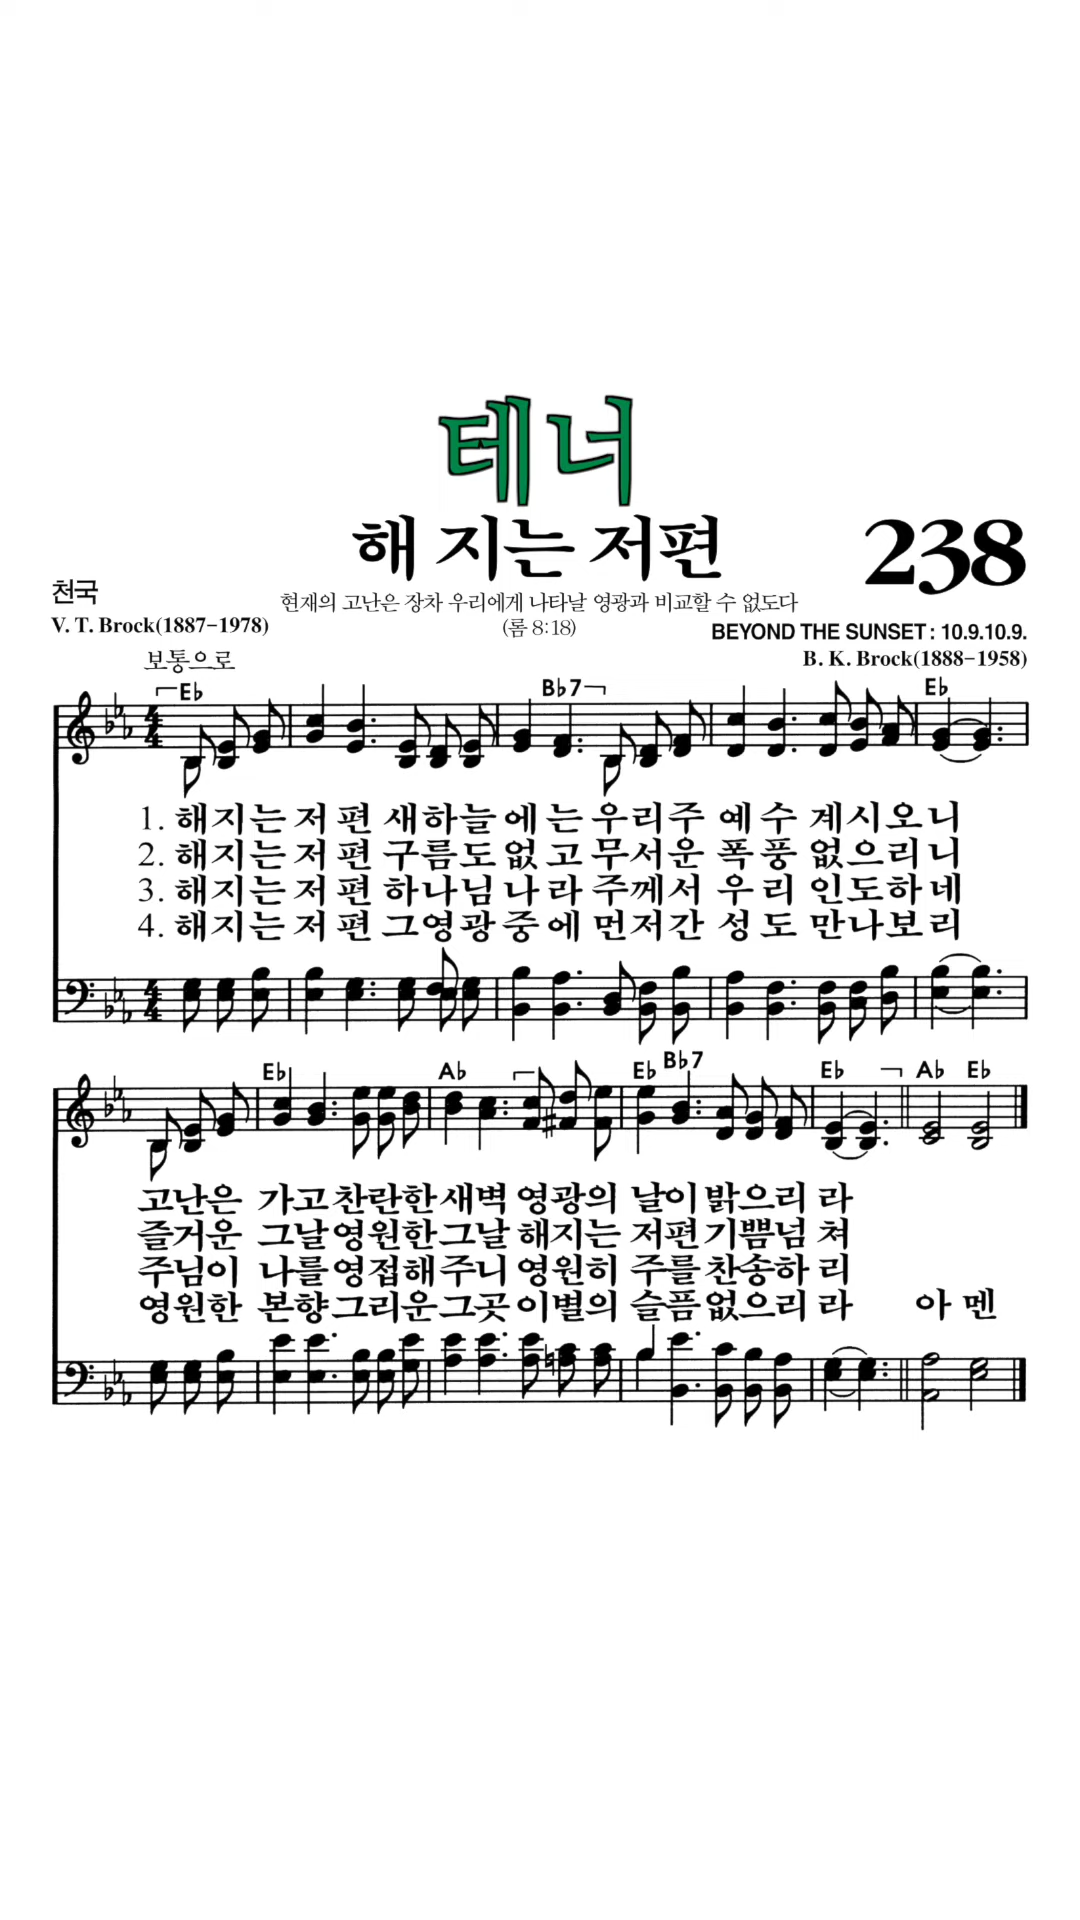 테너
해 지는 저편
238
천국
현재의 고난은 장차 우리에게 나타날 영광과 비교할 수 없도다
V. T. Brock(1887-1978)
(롬 8:18)
BEYOND THE SUNSET : 10.9.10.9.
보통으로
B. K. Brock(1888-1958)
E♭ B♭7 E♭
1. 해지는 저 편 새하늘에는 우리주 예수 계시오니
2. 해지는 저 편 구름도없고 무서운 폭풍 없으리니
3. 해지는 저 편 하나님나라 주께서 우리 인도하네
4. 해지는 저 편 그영광중에 먼저간 성도 만나보리
E♭ A♭ E♭ B♭7 E♭ A♭ E♭
고난은 가고찬란한새벽 영광의 날이밝으리 라
즐거운 그날영원한그날 해지는 저편기쁨넘 쳐
주님이 나를영접해주니 영원히 주를찬송하 리
영원한 본향그리운그곳 이별의 슬픔없으리 라 아 멘